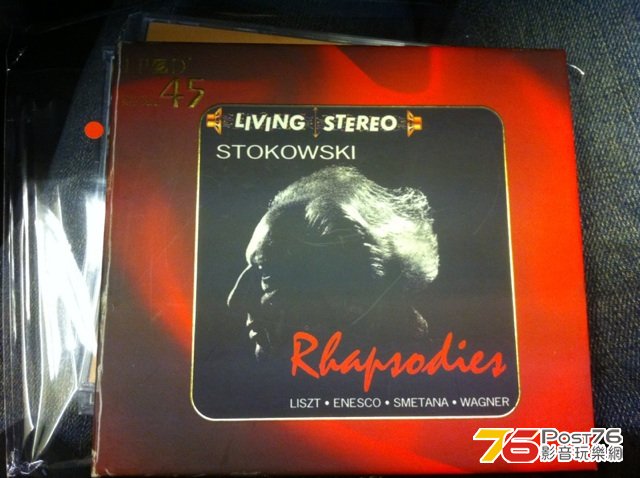 45
LIVING STEREO
STOKOWSKI
Rhapsodies
LISZT • ENESCO • SMETANA • WAGNER
76 POST76
影音玩樂網